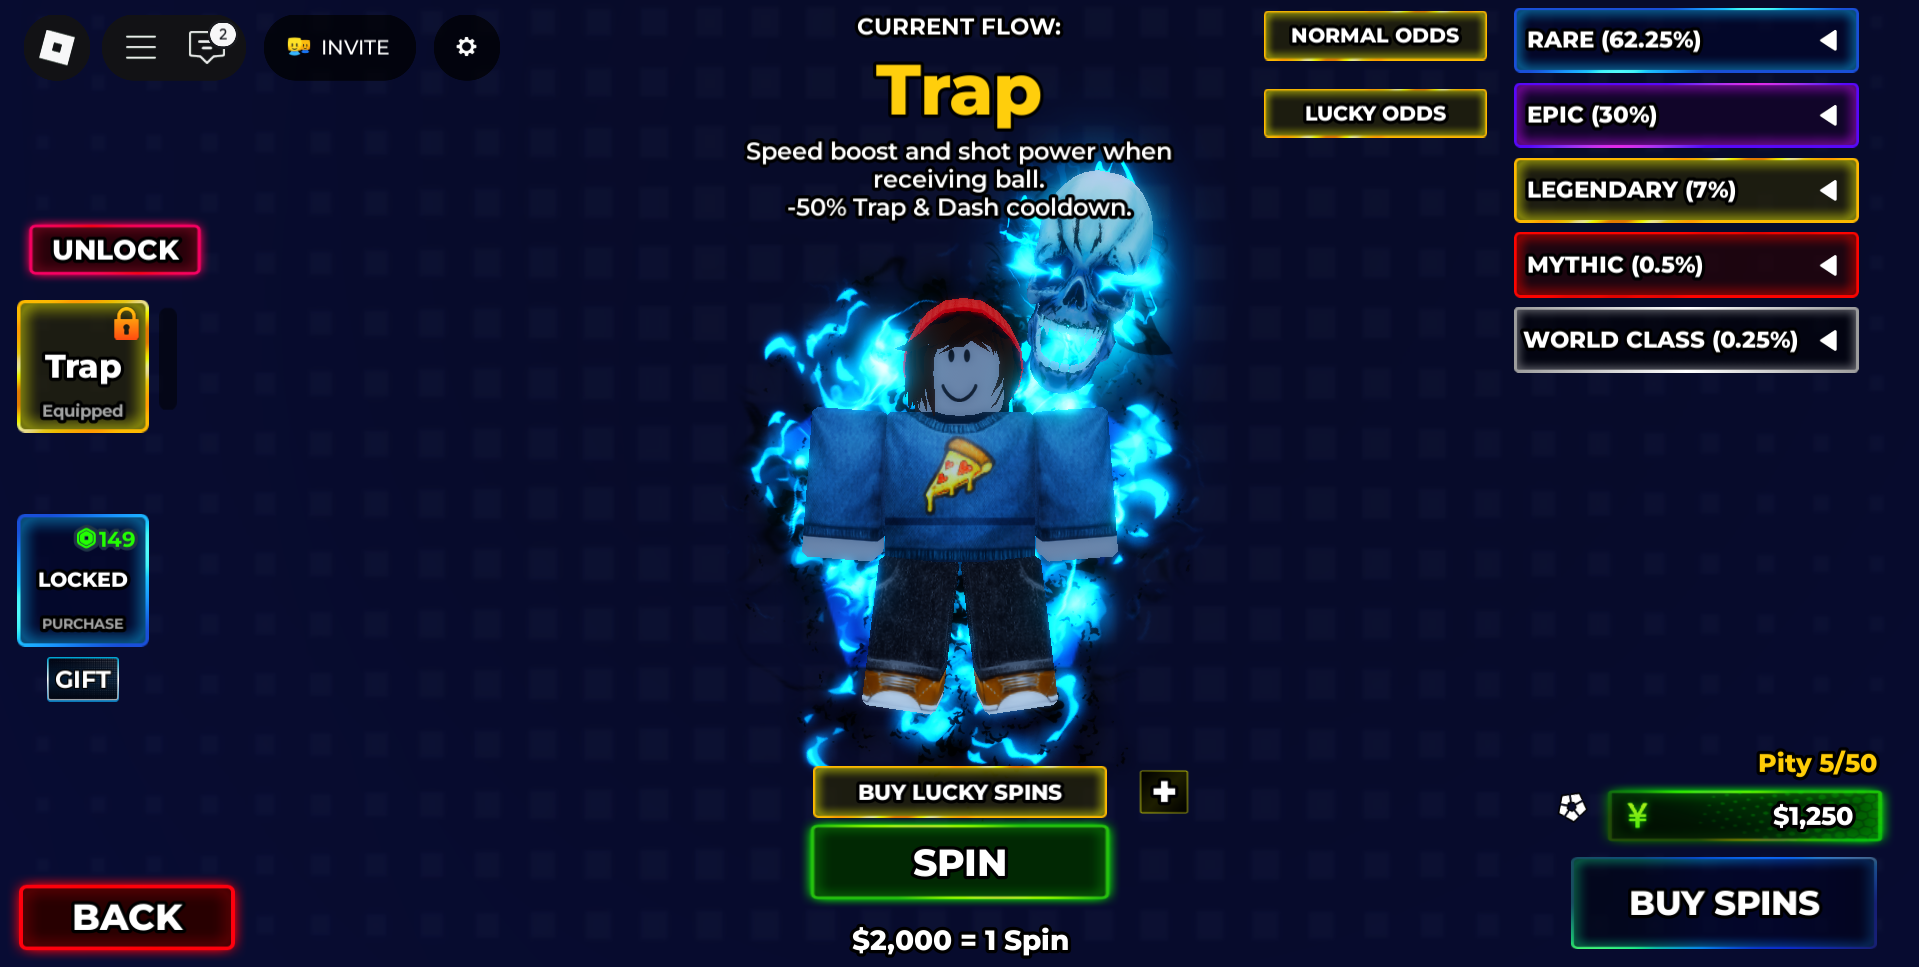 2
INVITE
CURRENT FLOW:
Trap
Speed boost and shot power when
receiving ball.
-50% Trap & Dash cooldown.
NORMAL ODDS
LUCKY ODDS
RARE (62.25%)
EPIC (30%)
LEGENDARY (7%)
MYTHIC (0.5%)
WORLD CLASS (0.25%)
UNLOCK
Trap
Equipped
149
LOCKED
PURCHASE
GIFT
BACK
BUY LUCKY SPINS
+
SPIN
$2,000 = 1 Spin
Pity 5/50
¥ $1,250
BUY SPINS